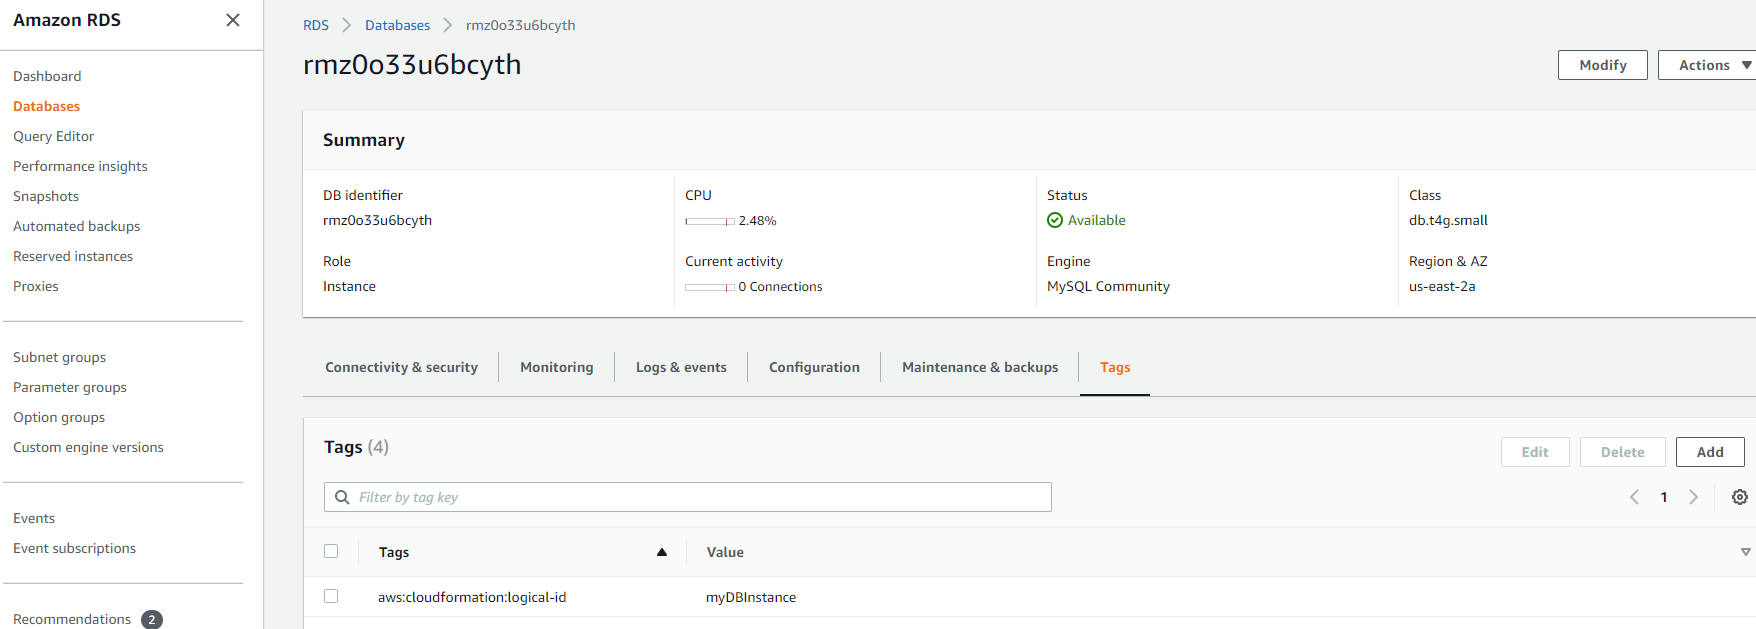 Amazon RDS
Dashboard
Databases
Query Editor
Performance insights
Snapshots
Automated backups
Reserved instances
Proxies
Subnet groups
Parameter groups
Option groups
Custom engine versions
Events
Event subscriptions
Recommendations 2
RDS Databases rmz0o33u6bcyth
rmz0o33u6bcyth
Modify Actions
Summary
DB identifier
rmz0o33u6bcyth
Role
Instance
CPU
2.48%
Current activity
0 Connections
Status
Available
Engine
MySQL Community
Class
db.t4g.small
Region & AZ
us-east-2a
Connectivity & security Monitoring Logs & events Configuration Maintenance & backups Tags
Tags (4)
Edit Delete Add
Filter by tag key
1
Tags Value
aws:cloudformation:logical-id myDBInstance